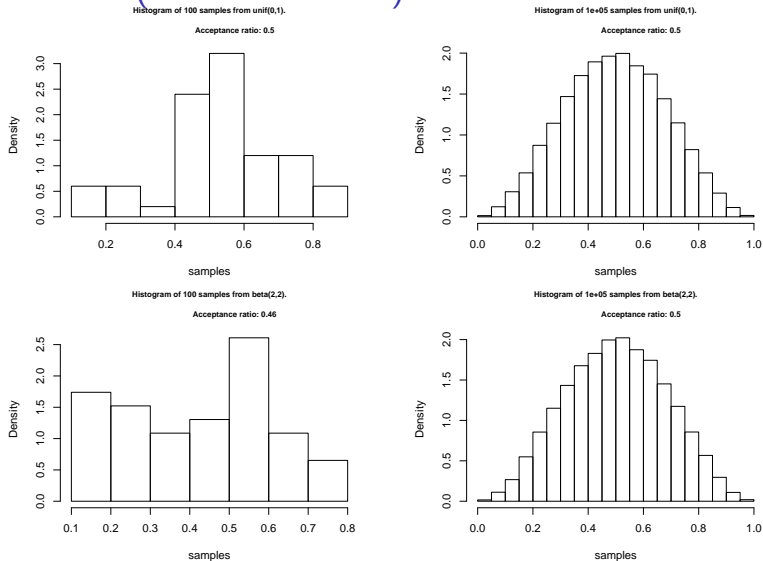 ( )
Histogram of 100 samples from unif(0,1).
Acceptance ratio: 0.5
Density
0.0 0.5 1.0 1.5 2.0 2.5 3.0
0.2 0.4 0.6 0.8
samples
Histogram of 1e+05 samples from unif(0,1).
Acceptance ratio: 0.5
Density
0.0 0.5 1.0 1.5 2.0
0.0 0.2 0.4 0.6 0.8 1.0
samples
Histogram of 100 samples from beta(2,2).
Acceptance ratio: 0.46
Density
0.0 0.5 1.0 1.5 2.0 2.5
0.1 0.2 0.3 0.4 0.5 0.6 0.7 0.8
samples
Histogram of 1e+05 samples from beta(2,2).
Acceptance ratio: 0.5
Density
0.0 0.5 1.0 1.5 2.0
0.0 0.2 0.4 0.6 0.8 1.0
samples